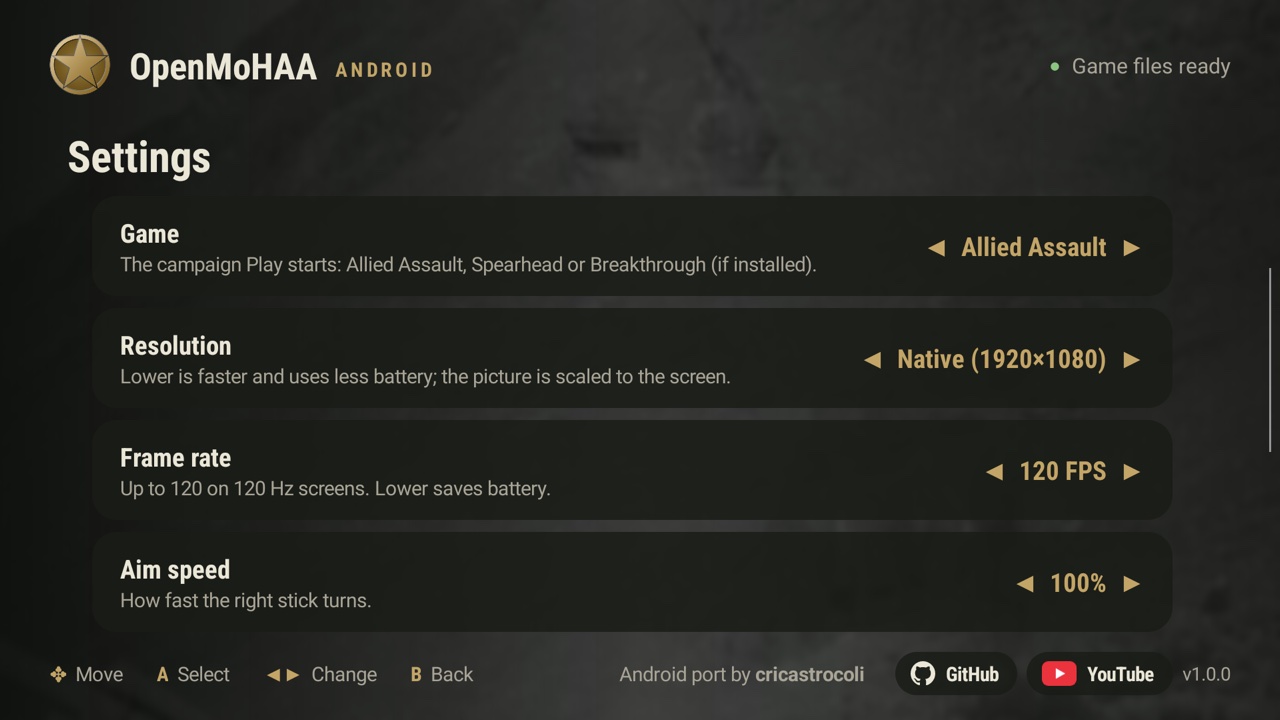 OpenMoHAA ANDROID
Game files ready
Settings
Game
The campaign Play starts: Allied Assault, Spearhead or Breakthrough (if installed).
◀ Allied Assault ▶
Resolution
Lower is faster and uses less battery; the picture is scaled to the screen.
◀ Native (1920×1080) ▶
Frame rate
Up to 120 on 120 Hz screens. Lower saves battery.
◀ 120 FPS ▶
Aim speed
How fast the right stick turns.
◀ 100% ▶
Move A Select ◀▶ Change B Back
Android port by cricastrocoli GitHub YouTube v1.0.0